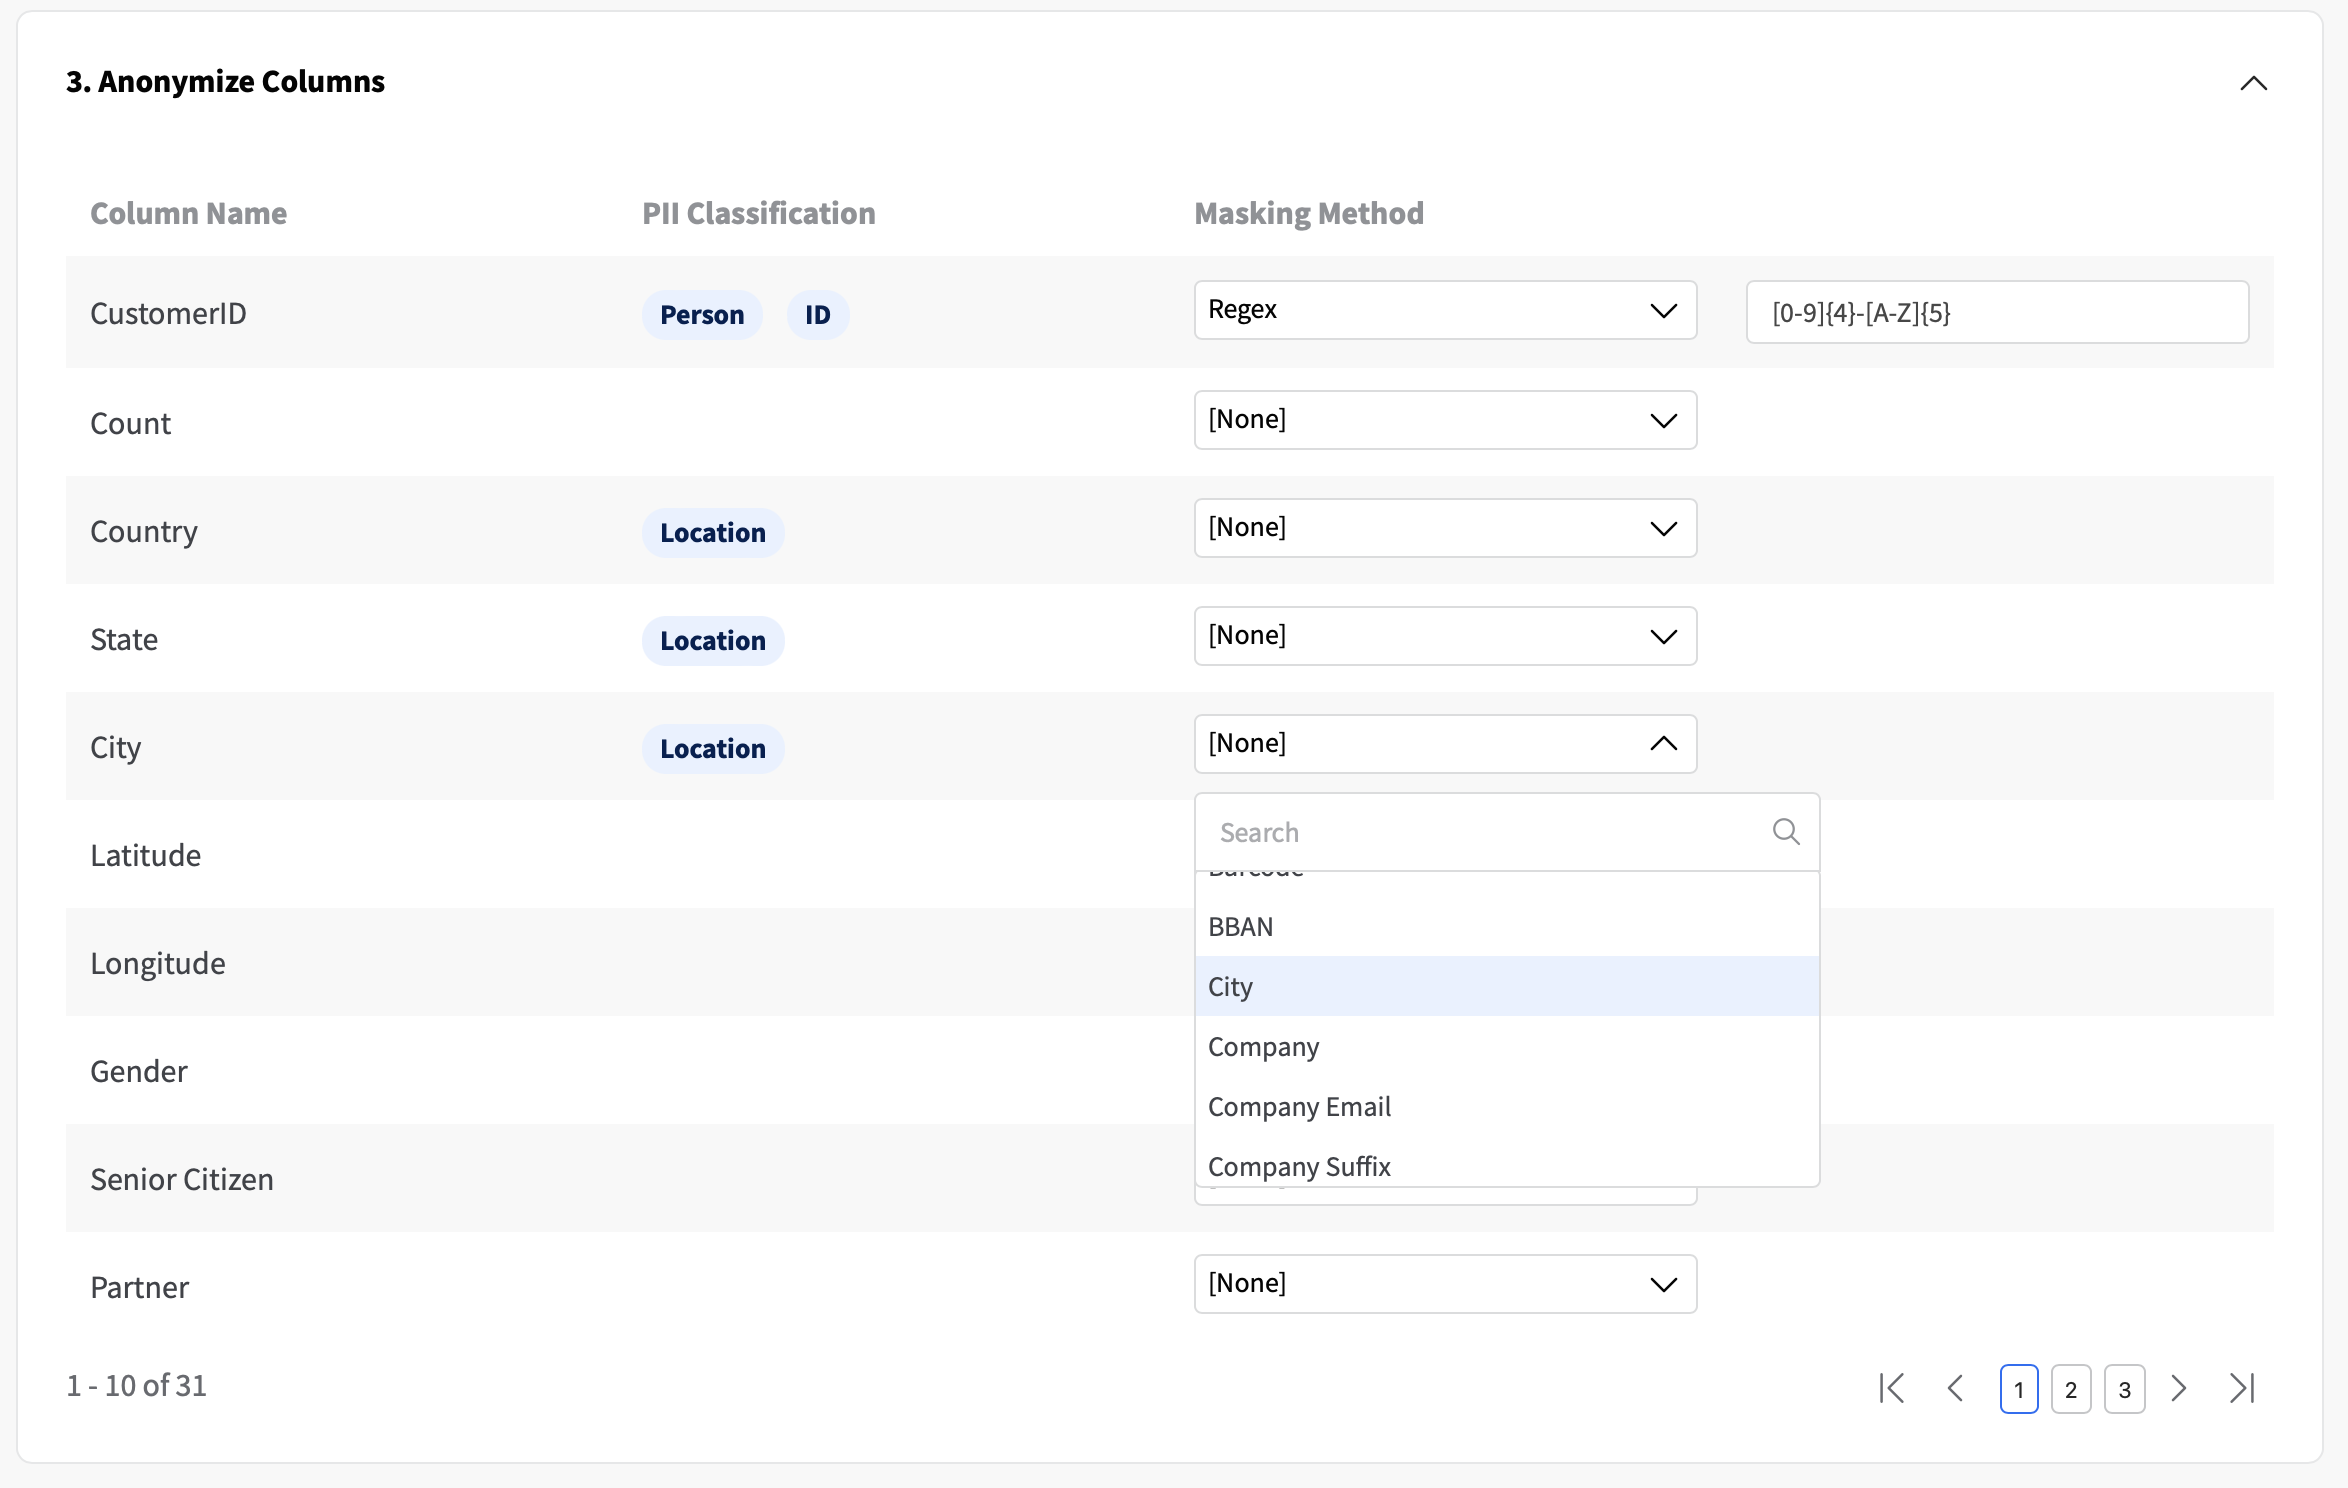 3. Anonymize Columns
Column Name PII Classification Masking Method
CustomerID Person ID Regex [0-9]{4}-[A-Z]{5}
Count [None]
Country Location [None]
State Location [None]
City Location [None]
Search
Latitude
Barcode
BBAN
Longitude
City
Company
Gender
Company Email
Senior Citizen
Company Suffix
Partner [None]
1 - 10 of 31
1 2 3